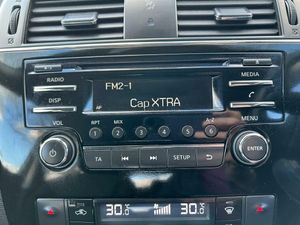 RADIO
MEDIA
FM2-1
DISP
AF
Cap XTRA
VOL
RPT MIX A-Z
MENU
1 2 3 4 5 6
TA
SETUP
ENTER
30 30